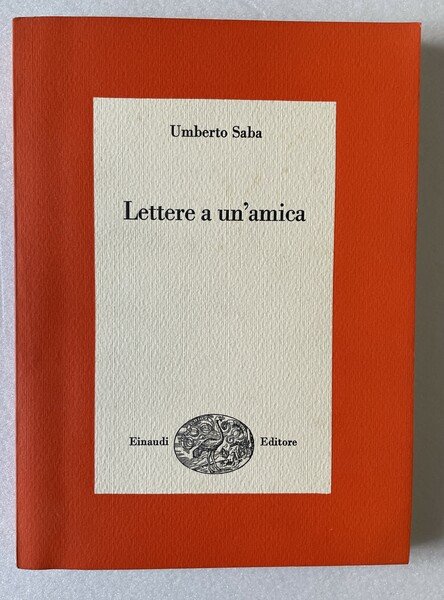 Umberto Saba
Lettere a un'amica
Einaudi Editore